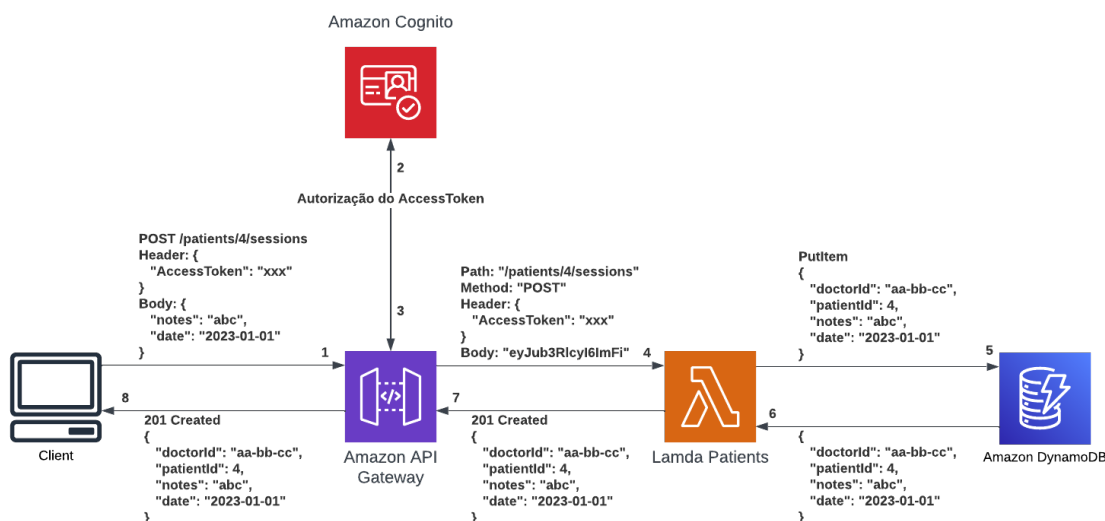 Amazon Cognito
2
Autorização do AccessToken
3
POST /patients/4/sessions
Header: {
"AccessToken": "xxx"
}
Body: {
"notes": "abc",
"date": "2023-01-01"
}
1
Path: "/patients/4/sessions"
Method: "POST"
Header: {
"AccessToken": "xxx"
}
Body: "eyJub3RlcyI6ImFi"
4
PutItem
{
"doctorId": "aa-bb-cc",
"patientId": 4,
"notes": "abc",
"date": "2023-01-01"
}
5
8
201 Created
{
"doctorId": "aa-bb-cc",
"patientId": 4,
"notes": "abc",
"date": "2023-01-01"
}
7
201 Created
{
"doctorId": "aa-bb-cc",
"patientId": 4,
"notes": "abc",
"date": "2023-01-01"
}
6
{
"doctorId": "aa-bb-cc",
"patientId": 4,
"notes": "abc",
"date": "2023-01-01"
}
Client
Amazon API
Gateway
Lamda Patients
Amazon DynamoDB